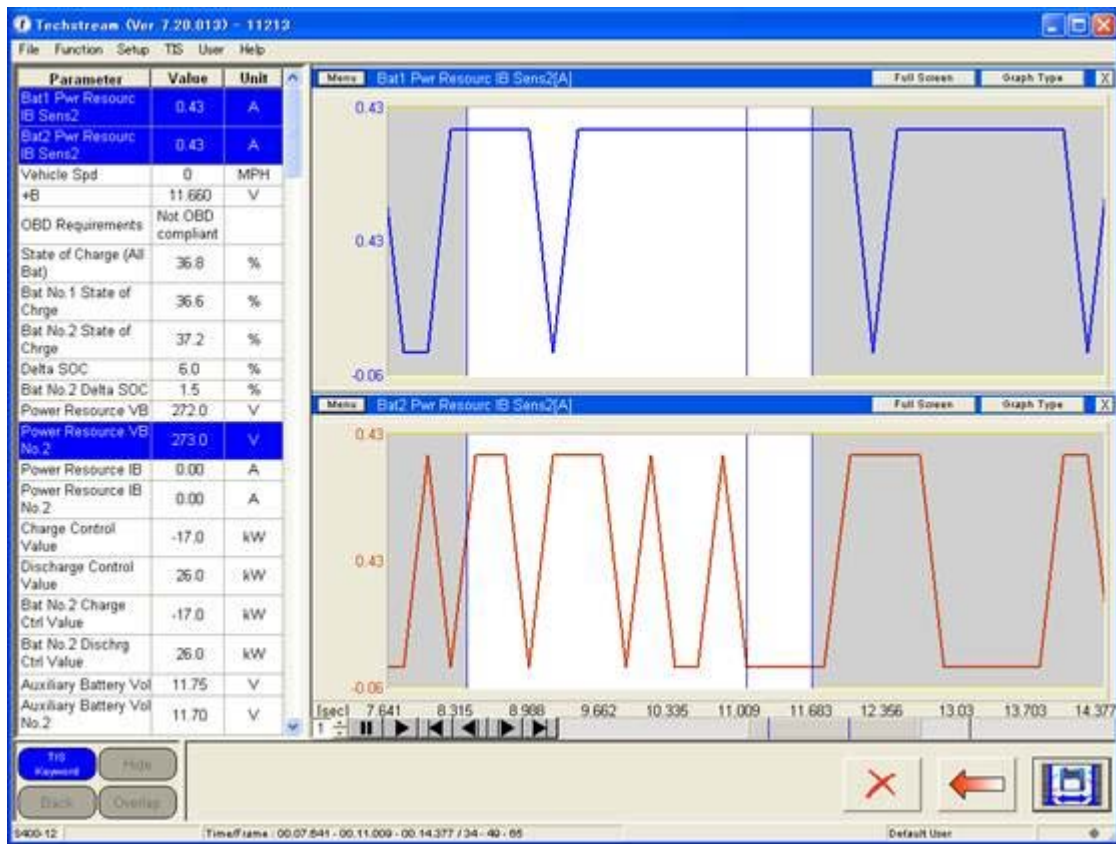 Techstream (Ver 7.20.013) - 11213
File Function Setup TIS User Help
Parameter Value Unit
Bat1 Pwr Resourc
IB Sens2 0.43 A
Bat2 Pwr Resourc
IB Sens2 0.43 A
Vehicle Spd 0 MPH
+B 11.660 V
OBD Requirements Not OBD
compliant
State of Charge (All
Bat) 36.8 %
Bat No.1 State of
Chrge 36.6 %
Bat No.2 State of
Chrge 37.2 %
Delta SOC 6.0 %
Bat No.2 Delta SOC 1.5 %
Power Resource VB 272.0 V
Power Resource VB
No.2 273.0 V
Power Resource IB 0.00 A
Power Resource IB
No.2 0.00 A
Charge Control
Value -17.0 kW
Discharge Control
Value 26.0 kW
Bat No.2 Charge
Ctrl Value -17.0 kW
Bat No.2 Dischrg
Ctrl Value 26.0 kW
Auxiliary Battery Vol 11.75 V
Auxiliary Battery Vol
No.2 11.70 V
Menu Bat1 Pwr Resourc IB Sens2[A] Full Screen Graph Type X
0.43
0.43
-0.06
Menu Bat2 Pwr Resourc IB Sens2[A] Full Screen Graph Type X
0.43
0.43
-0.06
[sec] 7.641 8.315 8.988 9.662 10.335 11.009 11.683 12.356 13.03 13.703 14.377
1
TIS
Keyword
Hide
Back
Overlap
S400-12 Time/Frame : 00.07.641 - 00.11.009 - 00.14.377 / 34 - 49 - 65 Default User